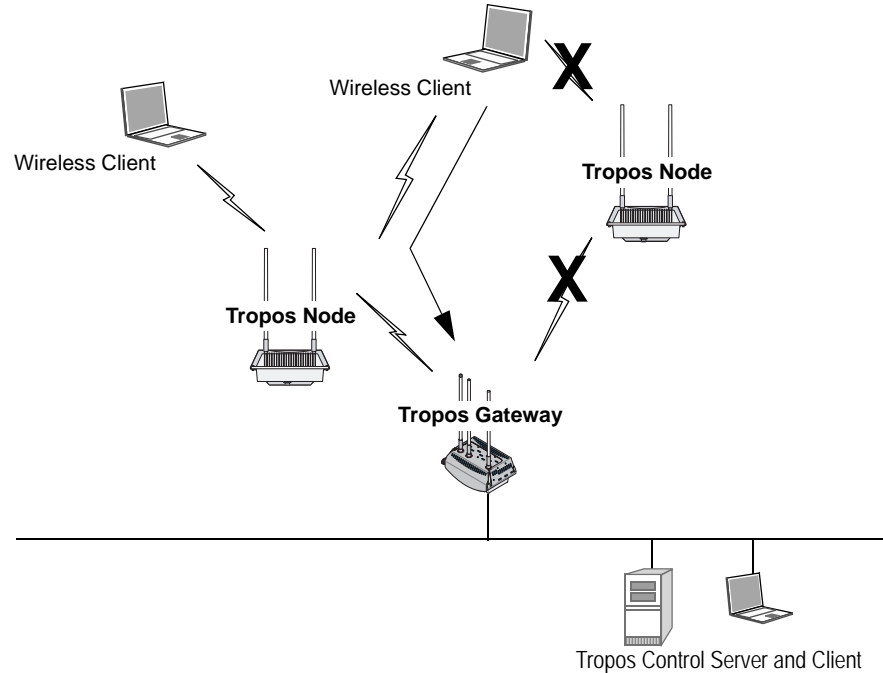 Wireless Client
Wireless Client
X
Tropos Node
X
Tropos Node
Tropos Gateway
Tropos Control Server and Client